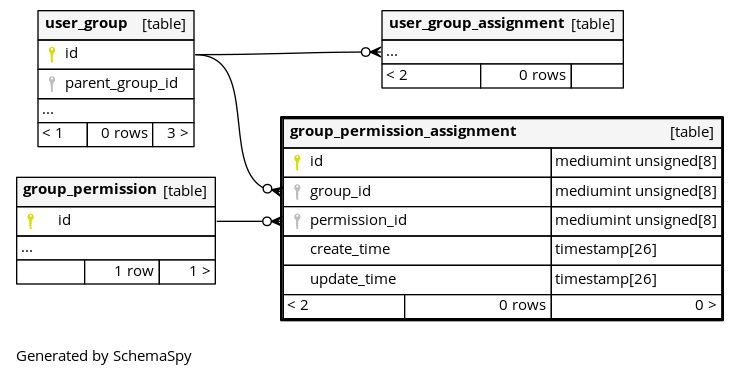 user_group [table]
id
parent_group_id
...
< 1 0 rows 3 >
user_group_assignment [table]
...
< 2 0 rows
group_permission_assignment [table]
id mediumint unsigned[8]
group_id mediumint unsigned[8]
permission_id mediumint unsigned[8]
create_time timestamp[26]
update_time timestamp[26]
< 2 0 rows 0 >
group_permission [table]
id
...
1 row 1 >
Generated by SchemaSpy